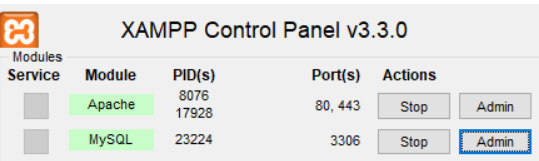 XAMPP Control Panel v3.3.0
Modules
Service Module PID(s) Port(s) Actions
Apache 8076 17928 80, 443 Stop Admin
MySQL 23224 3306 Stop Admin